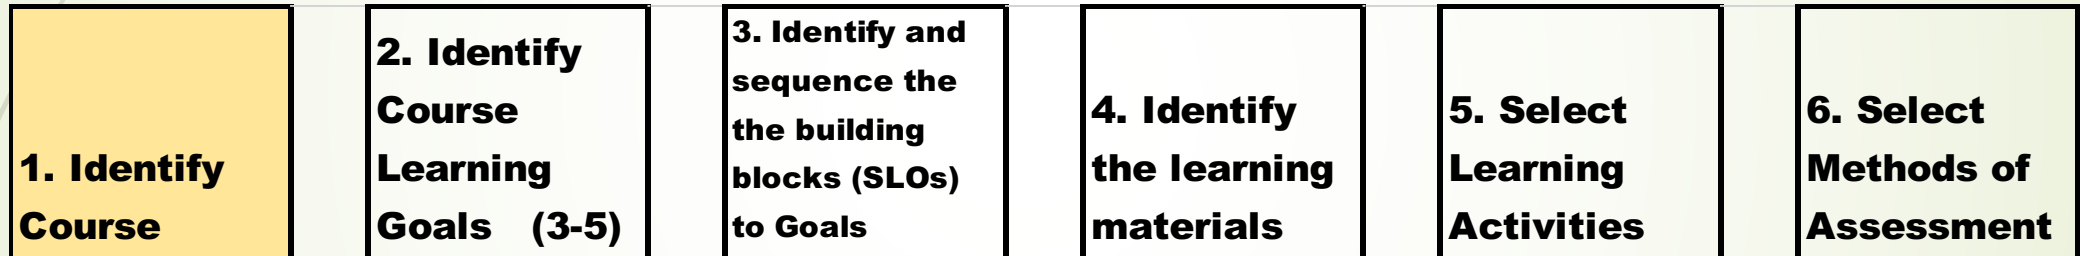 1. Identify
Course
2. Identify
Course
Learning
Goals (3-5)
3. Identify and
sequence the
the building
blocks (SLOs)
to Goals
4. Identify
the learning
materials
5. Select
Learning
Activities
6. Select
Methods of
Assessment